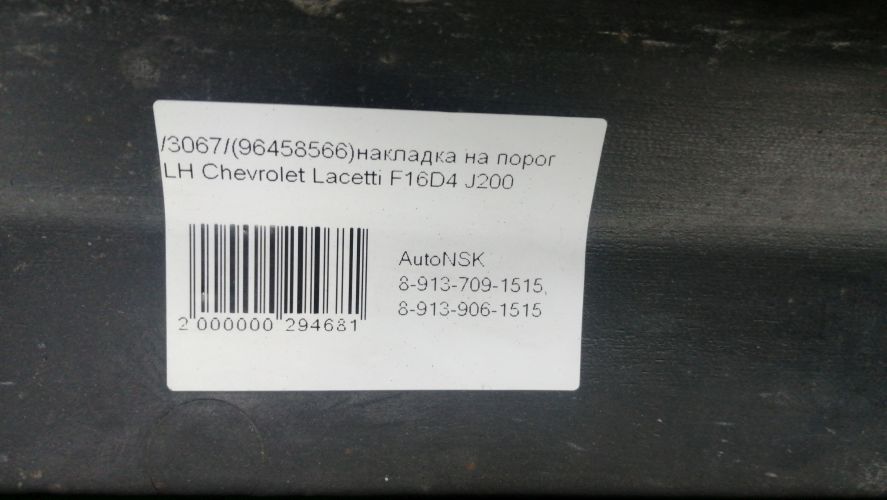 /3067/(96458566)накладка на порог
LH Chevrolet Lacetti F16D4 J200
AutoNSK
8-913-709-1515,
8-913-906-1515
2 000000 294681